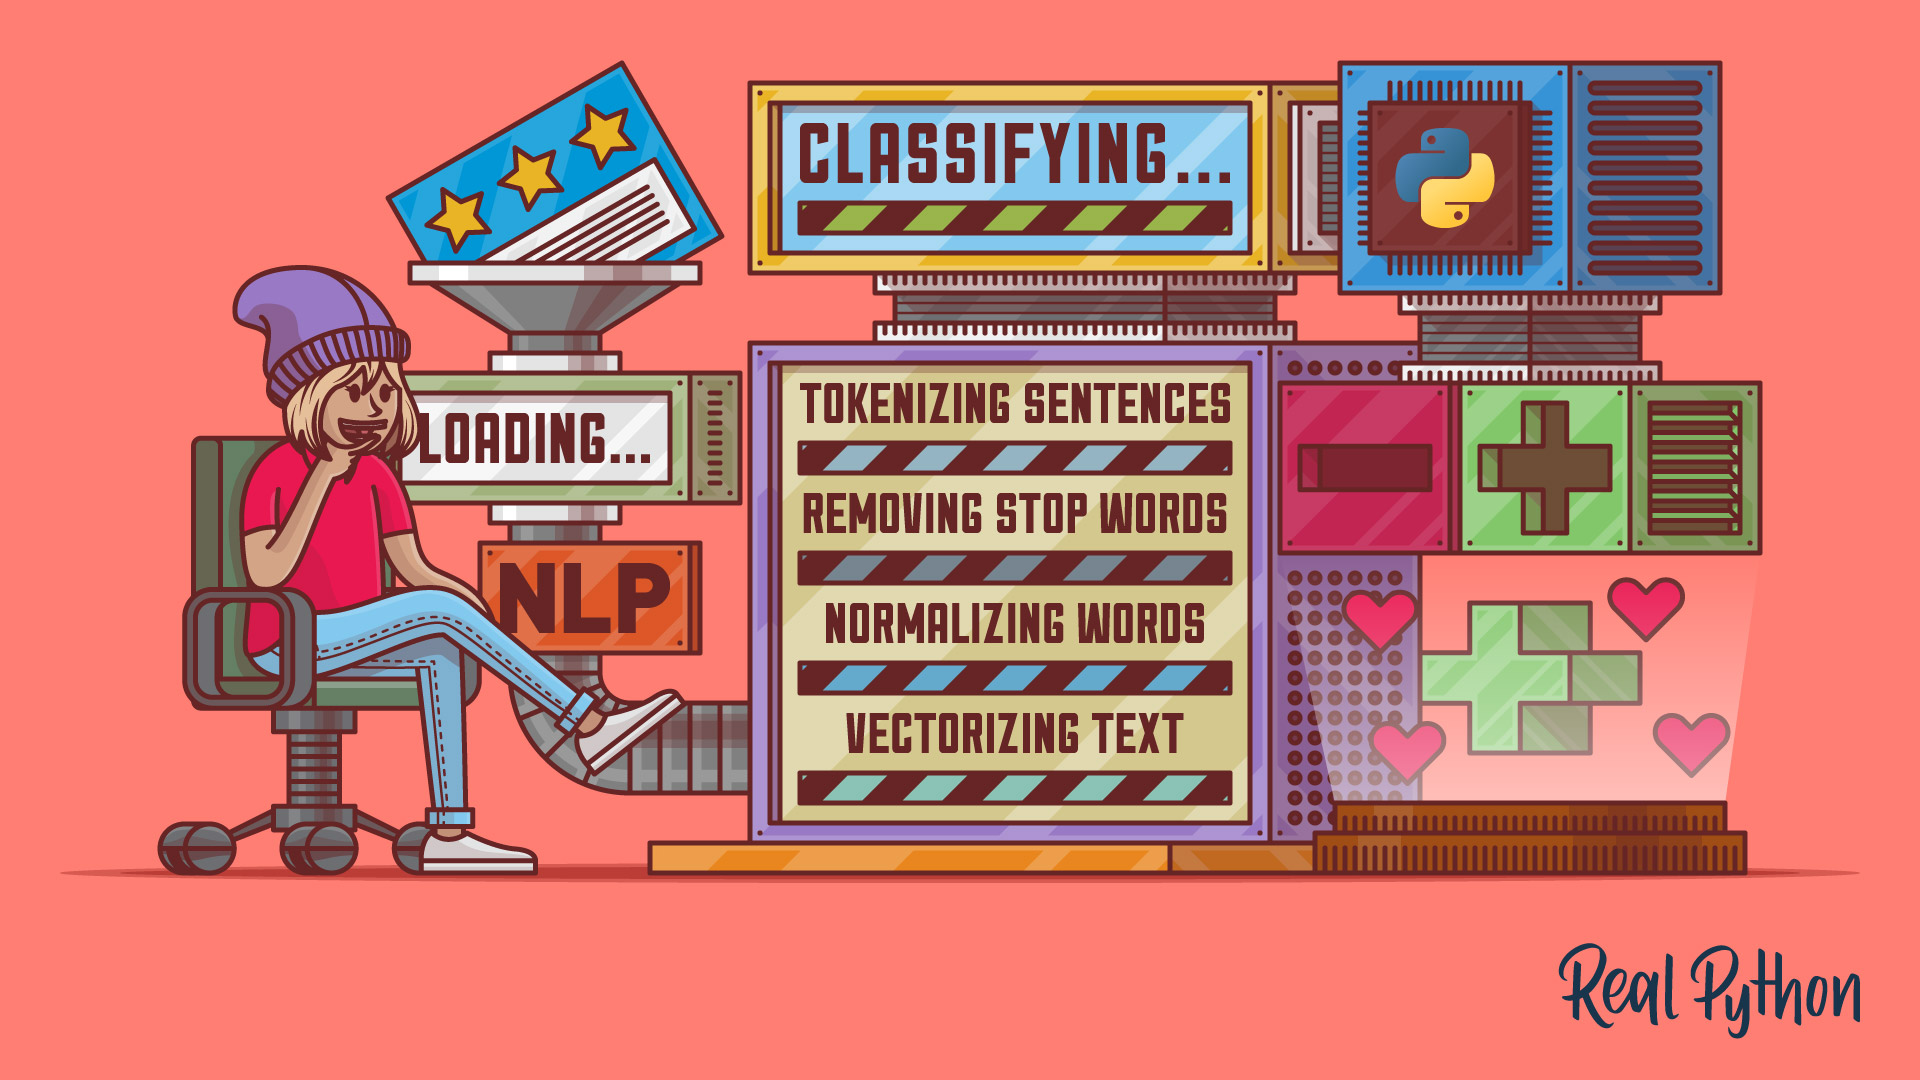 CLASSIFYING...
LOADING...
NLP
TOKENIZING SENTENCES
REMOVING STOP WORDS
NORMALIZING WORDS
VECTORIZING TEXT
Real Python